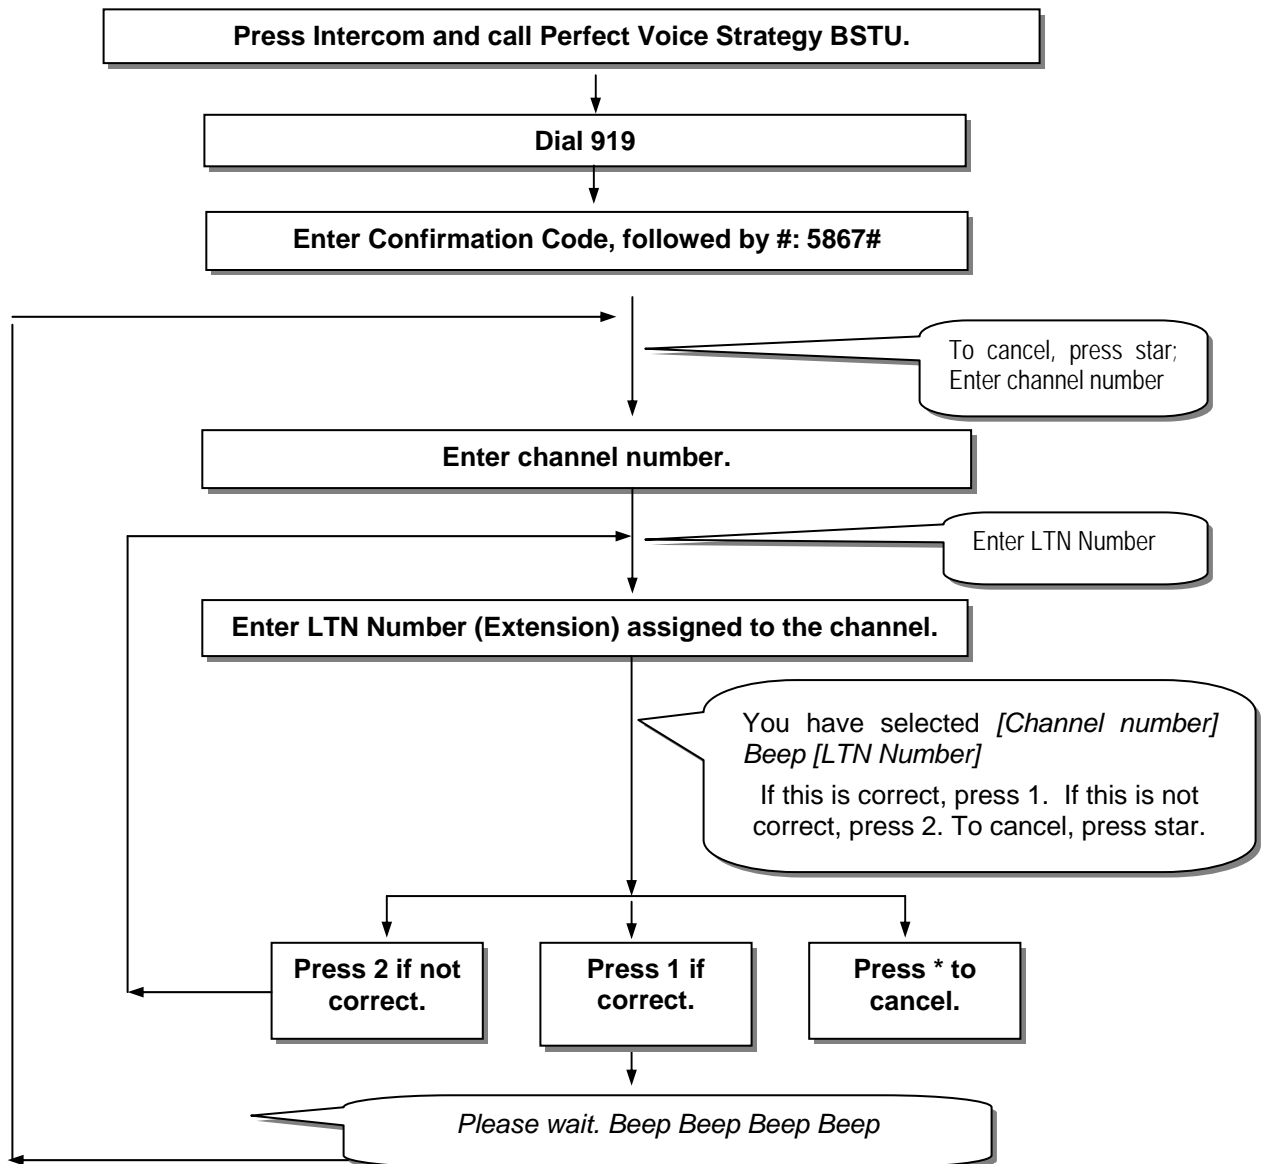 Press Intercom and call Perfect Voice Strategy BSTU.
Dial 919
Enter Confirmation Code, followed by #: 5867#
To cancel, press star;
Enter channel number
Enter channel number.
Enter LTN Number
Enter LTN Number (Extension) assigned to the channel.
You have selected [Channel number]
Beep [LTN Number]
If this is correct, press 1. If this is not
correct, press 2. To cancel, press star.
Press 2 if not
correct.
Press 1 if
correct.
Press * to
cancel.
Please wait. Beep Beep Beep Beep